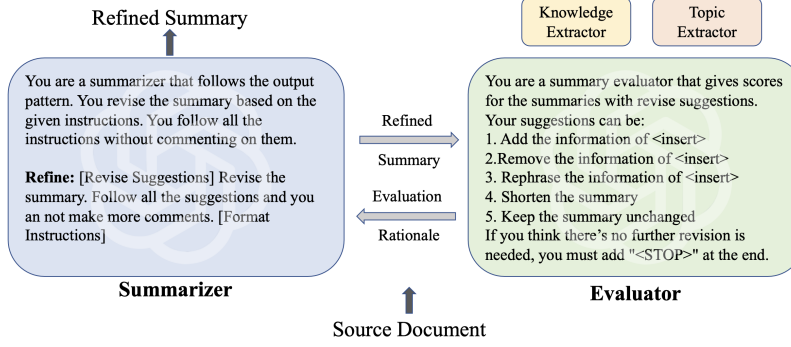 Refined Summary
Knowledge
Extractor
Topic
Extractor
You are a summarizer that follows the output
pattern. You revise the summary based on the
given instructions. You follow all the
instructions without commenting on them.
Refine: [Revise Suggestions] Revise the
summary. Follow all the suggestions and you
an not make more comments. [Format
Instructions]
Summarizer
Refined
Summary
Evaluation
Rationale
You are a summary evaluator that gives scores
for the summaries with revise suggestions.
Your suggestions can be:
1. Add the information of <insert>
2.Remove the information of <insert>
3. Rephrase the information of <insert>
4. Shorten the summary
5. Keep the summary unchanged
If you think there's no further revision is
needed, you must add "<STOP>" at the end.
Evaluator
Source Document